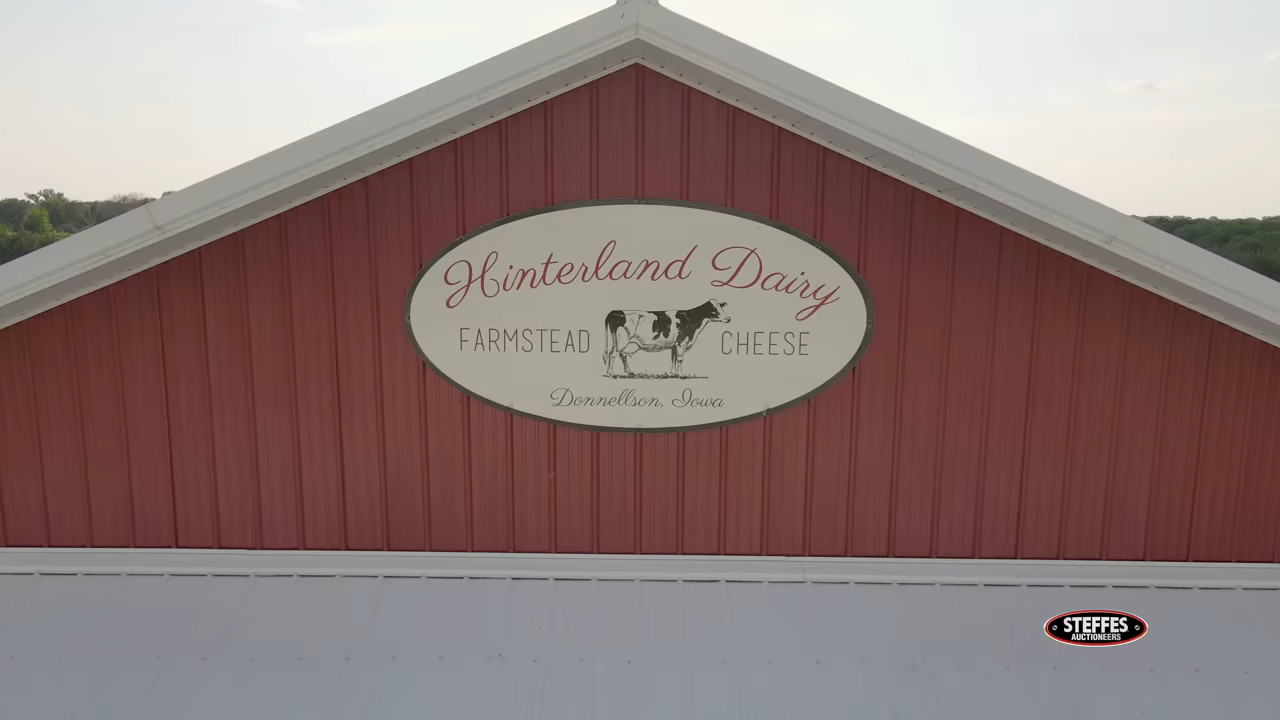 Hinterland Dairy
FARMSTEAD CHEESE
Donnellson, Iowa
STEFFES
AUCTIONEERS